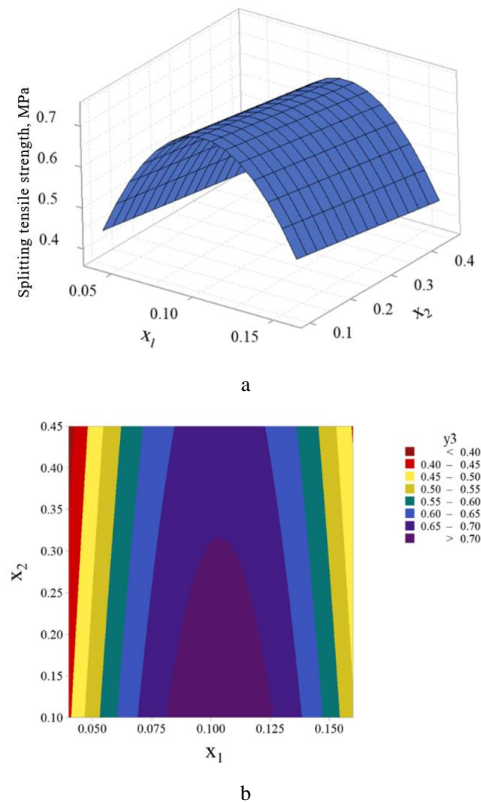 Splitting tensile strength, MPa
0.7
0.6
0.5
0.4
0.05
0.10
0.15
x1
0.1
0.2
0.3
0.4
x2
a
0.45
0.40
0.35
0.30
0.25
0.20
0.15
0.10
x2
0.050
0.075
0.100
0.125
0.150
x1
y3
< 0.40
0.40 – 0.45
0.45 – 0.50
0.50 – 0.55
0.55 – 0.60
0.60 – 0.65
0.65 – 0.70
> 0.70
b